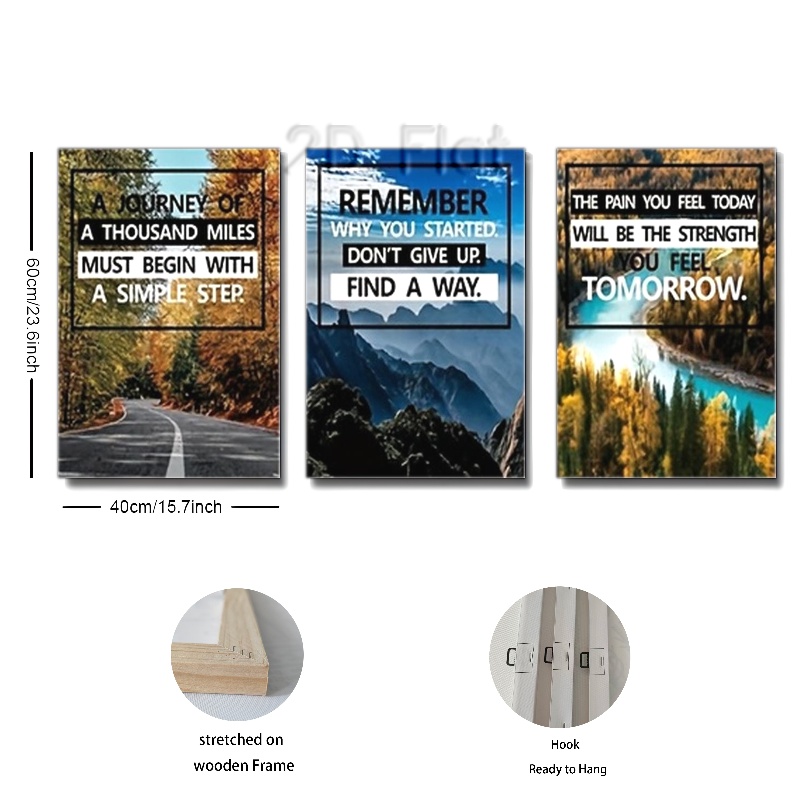 2D Flat
A JOURNEY OF
A THOUSAND MILES
MUST BEGIN WITH
A SIMPLE STEP.
REMEMBER
WHY YOU STARTED.
DON'T GIVE UP.
FIND A WAY.
THE PAIN YOU FEEL TODAY
WILL BE THE STRENGTH
YOU FEEL
TOMORROW.
60cm/23.6inch
40cm/15.7inch
stretched on
wooden Frame
Hook
Ready to Hang